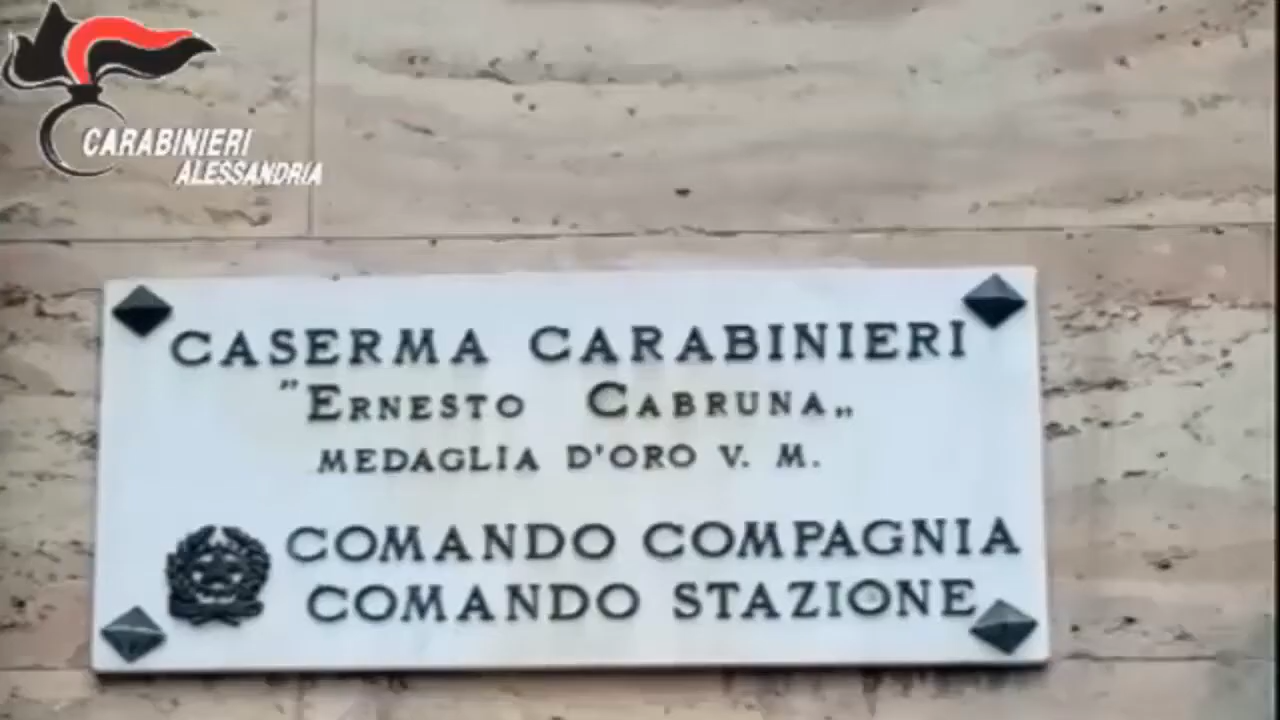 CARABINIERI
ALESSANDRIA
CASERMA CARABINIERI
"ERNESTO CABRUNA„
MEDAGLIA D'ORO V. M.
COMANDO COMPAGNIA
COMANDO STAZIONE